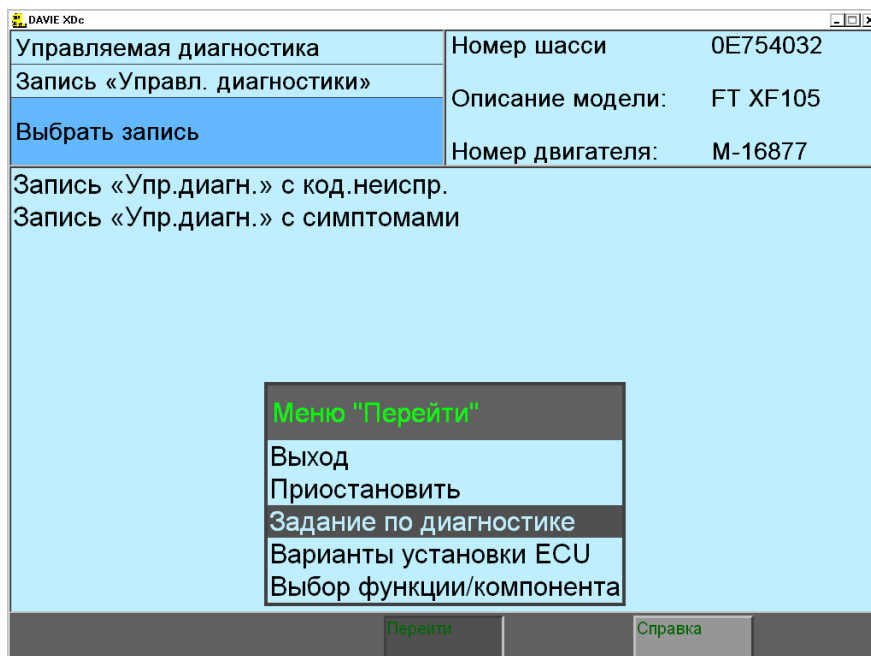 DAVIE XDc
Управляемая диагностика
Запись «Управл. диагностики»
Выбрать запись
Номер шасси 0E754032
Описание модели: FT XF105
Номер двигателя: M-16877
Запись «Упр.диагн.» с код.неиспр.
Запись «Упр.диагн.» с симптомами
Меню "Перейти"
Выход
Приостановить
Задание по диагностике
Варианты установки ECU
Выбор функции/компонента
Перейти
Справка